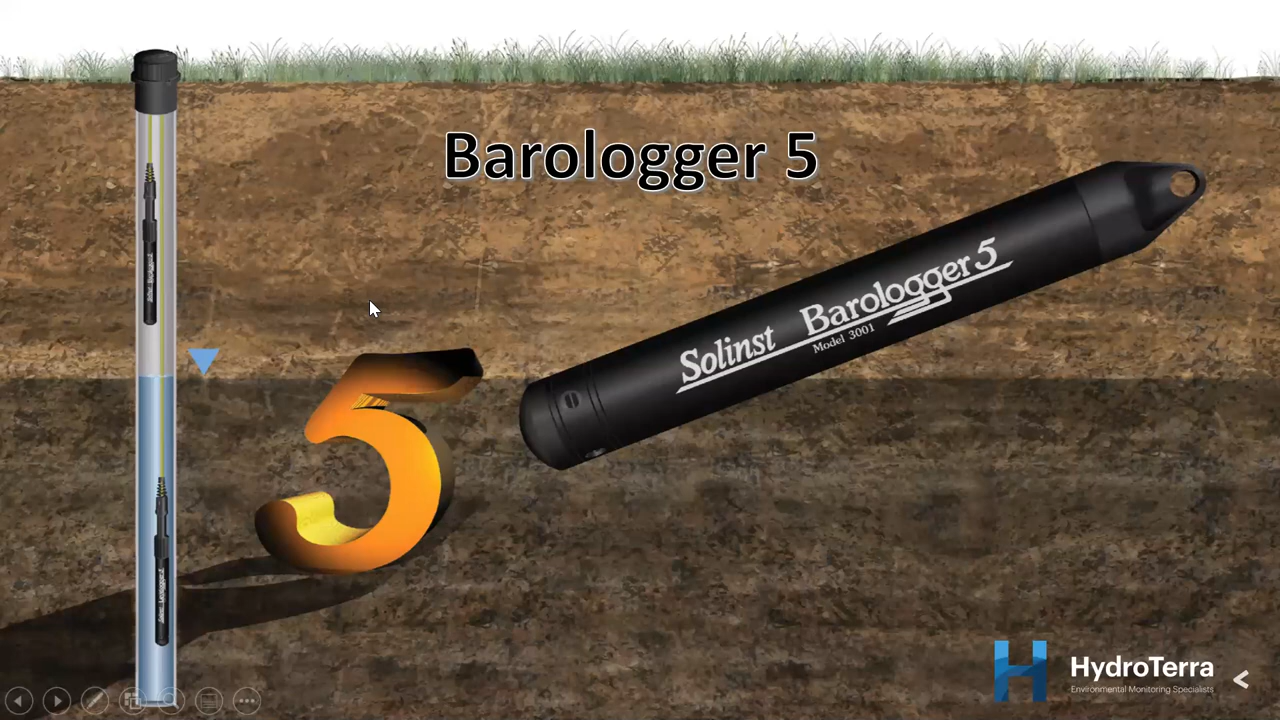 Barologger 5
Solinst Barologger 5
Model 3001
5
HydroTerra
Environmental Monitoring Specialists